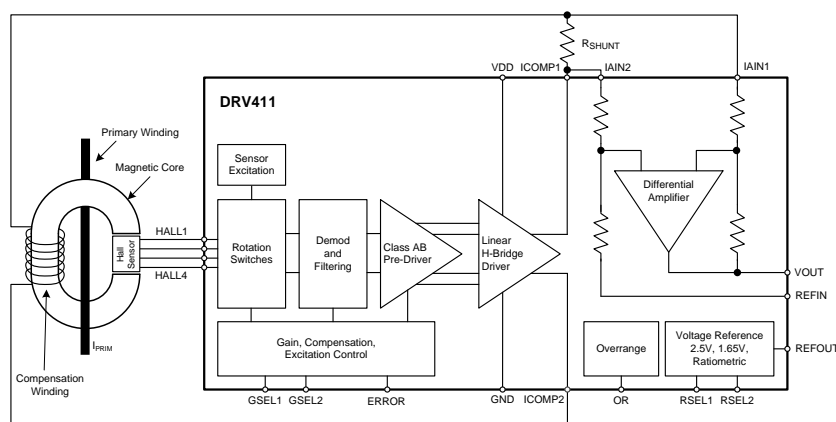 RSHUNT
VDD ICOMP1 IAIN2 IAIN1
DRV411
Primary Winding
Magnetic Core
Sensor
Excitation
Differential
Amplifier
HALL1
Hall
Sensor
Rotation
Switches
Demod
and
Filtering
Class AB
Pre-Driver
Linear
H-Bridge
Driver
HALL4
VOUT
REFIN
IPRIM
Gain, Compensation,
Excitation Control
Overrange
Voltage Reference
2.5V, 1.65V,
Ratiometric
REFOUT
Compensation
Winding
GSEL1 GSEL2 ERROR GND ICOMP2 OR RSEL1 RSEL2